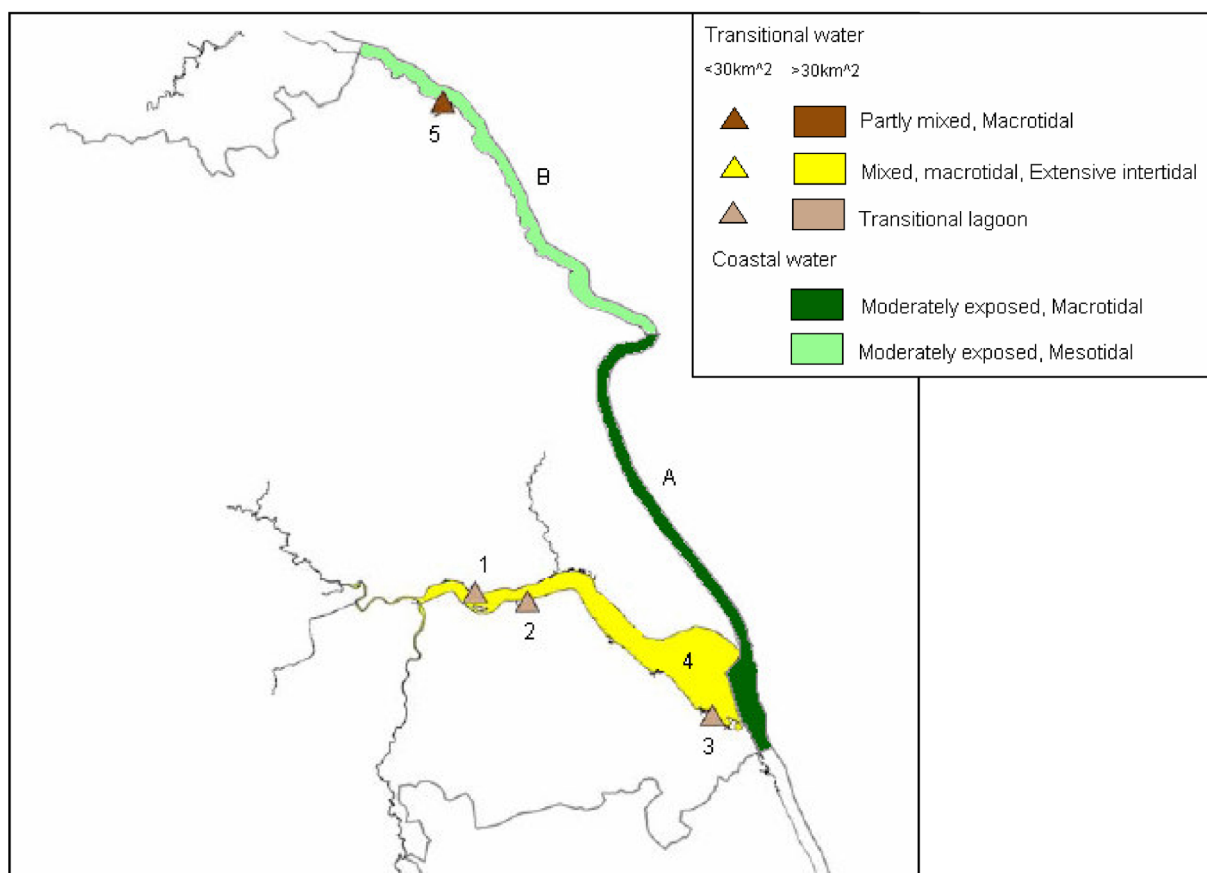 Transitional water
<30km^2 >30km^2
Partly mixed, Macrotidal
Mixed, macrotidal, Extensive intertidal
Transitional lagoon
Coastal water
Moderately exposed, Macrotidal
Moderately exposed, Mesotidal
5
B
A
1
2
4
3